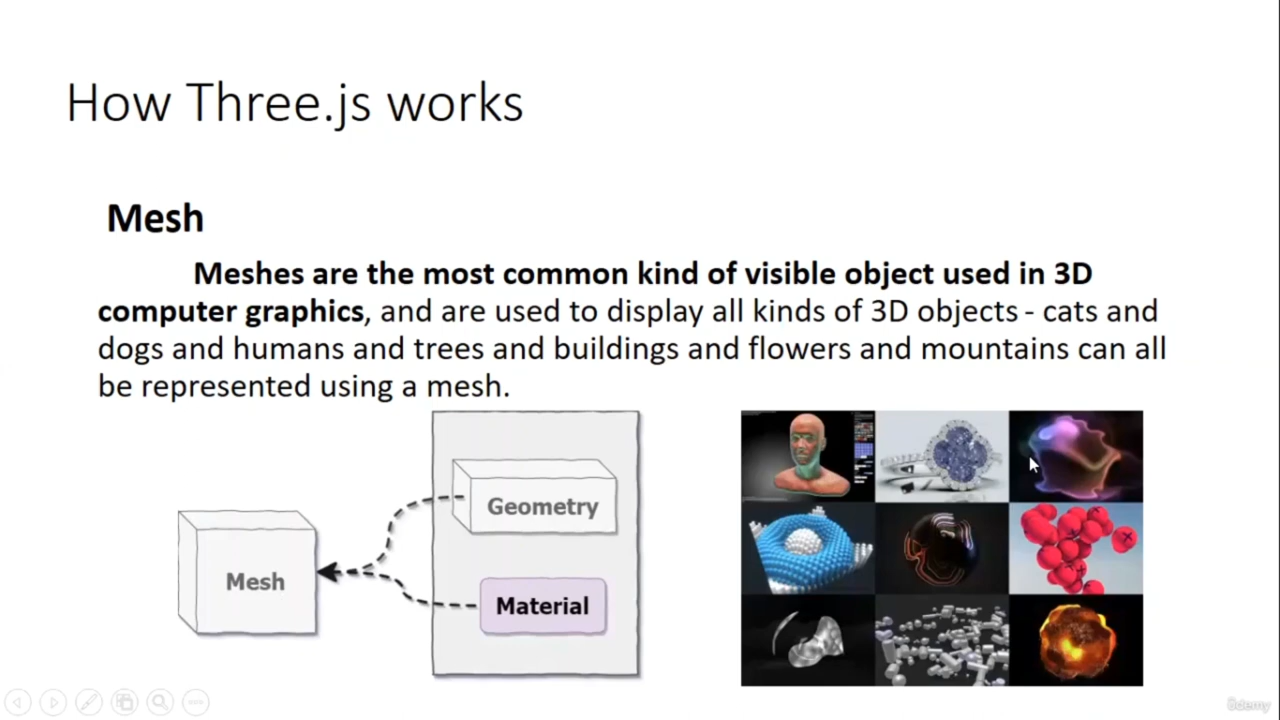 How Three.js works
Mesh
Meshes are the most common kind of visible object used in 3D
computer graphics, and are used to display all kinds of 3D objects - cats and
dogs and humans and trees and buildings and flowers and mountains can all
be represented using a mesh.
Geometry
Mesh
Material
ûdemy